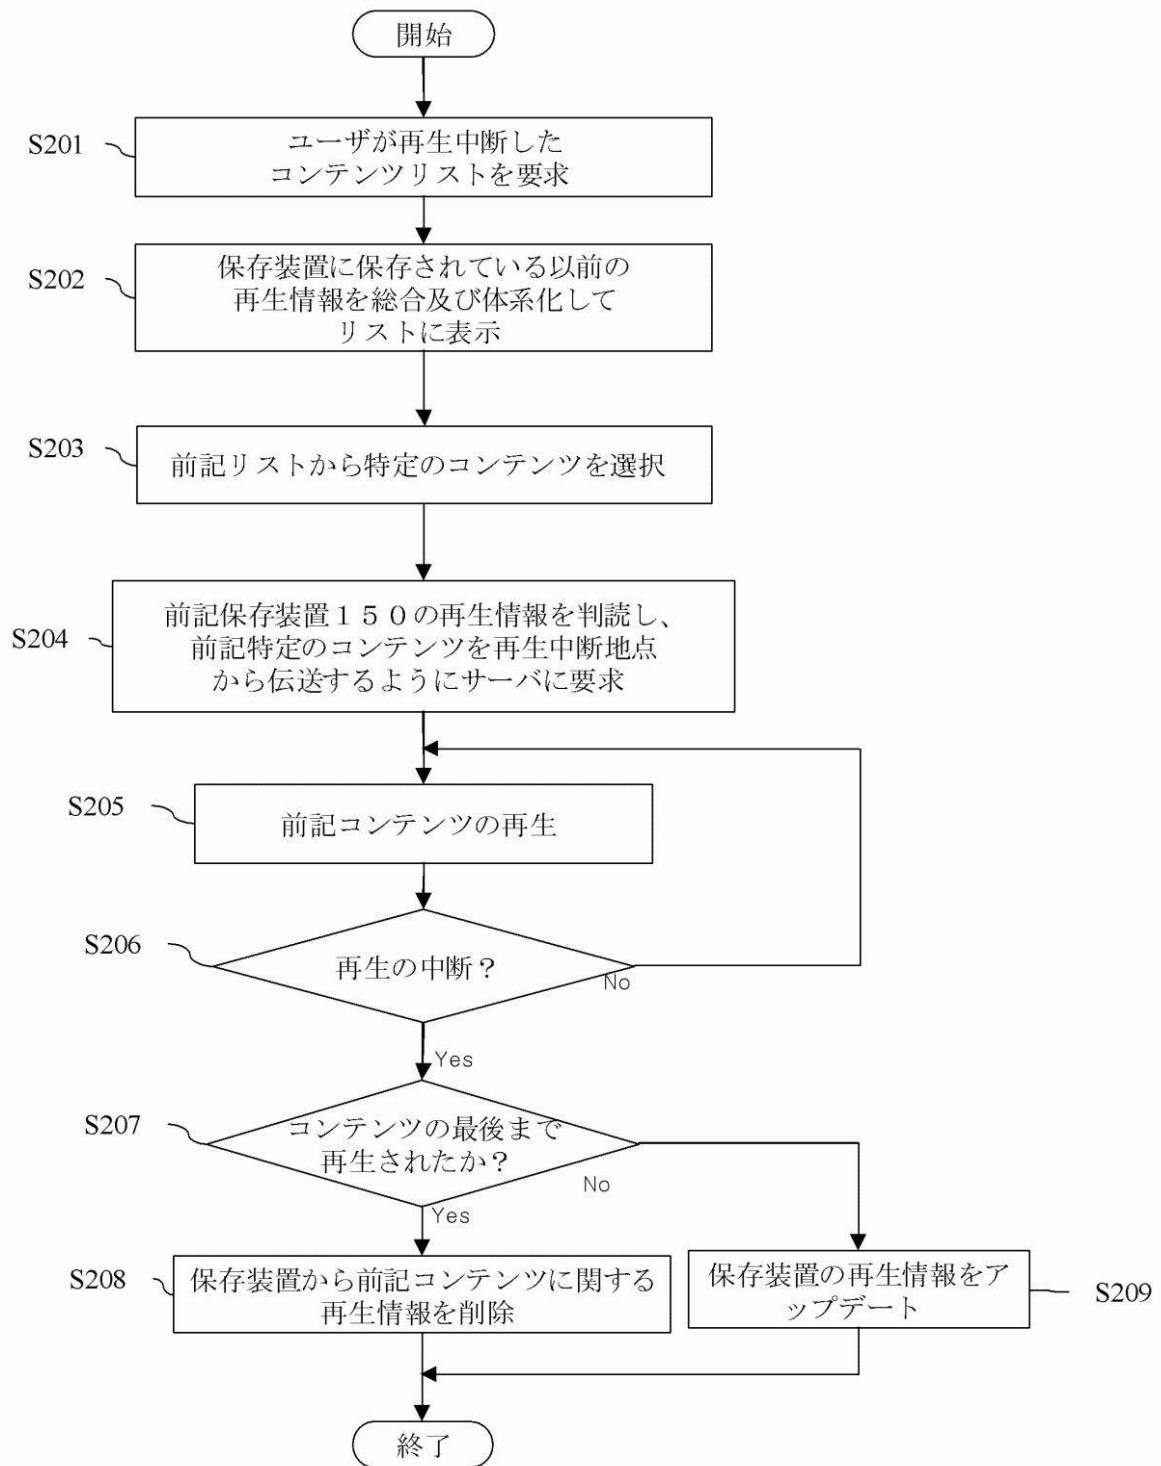 開始
S201
ユーザが再生中断した
コンテンツリストを要求
S202
保存装置に保存されている以前の
再生情報を総合及び体系化して
リストに表示
S203
前記リストから特定のコンテンツを選択
S204
前記保存装置１５０の再生情報を判読し、
前記特定のコンテンツを再生中断地点
から伝送するようにサーバに要求
S205
前記コンテンツの再生
S206
再生の中断？
No
Yes
S207
コンテンツの最後まで
再生されたか？
No
Yes
S208
保存装置から前記コンテンツに関する
再生情報を削除
保存装置の再生情報をア
ップデート
S209
終了